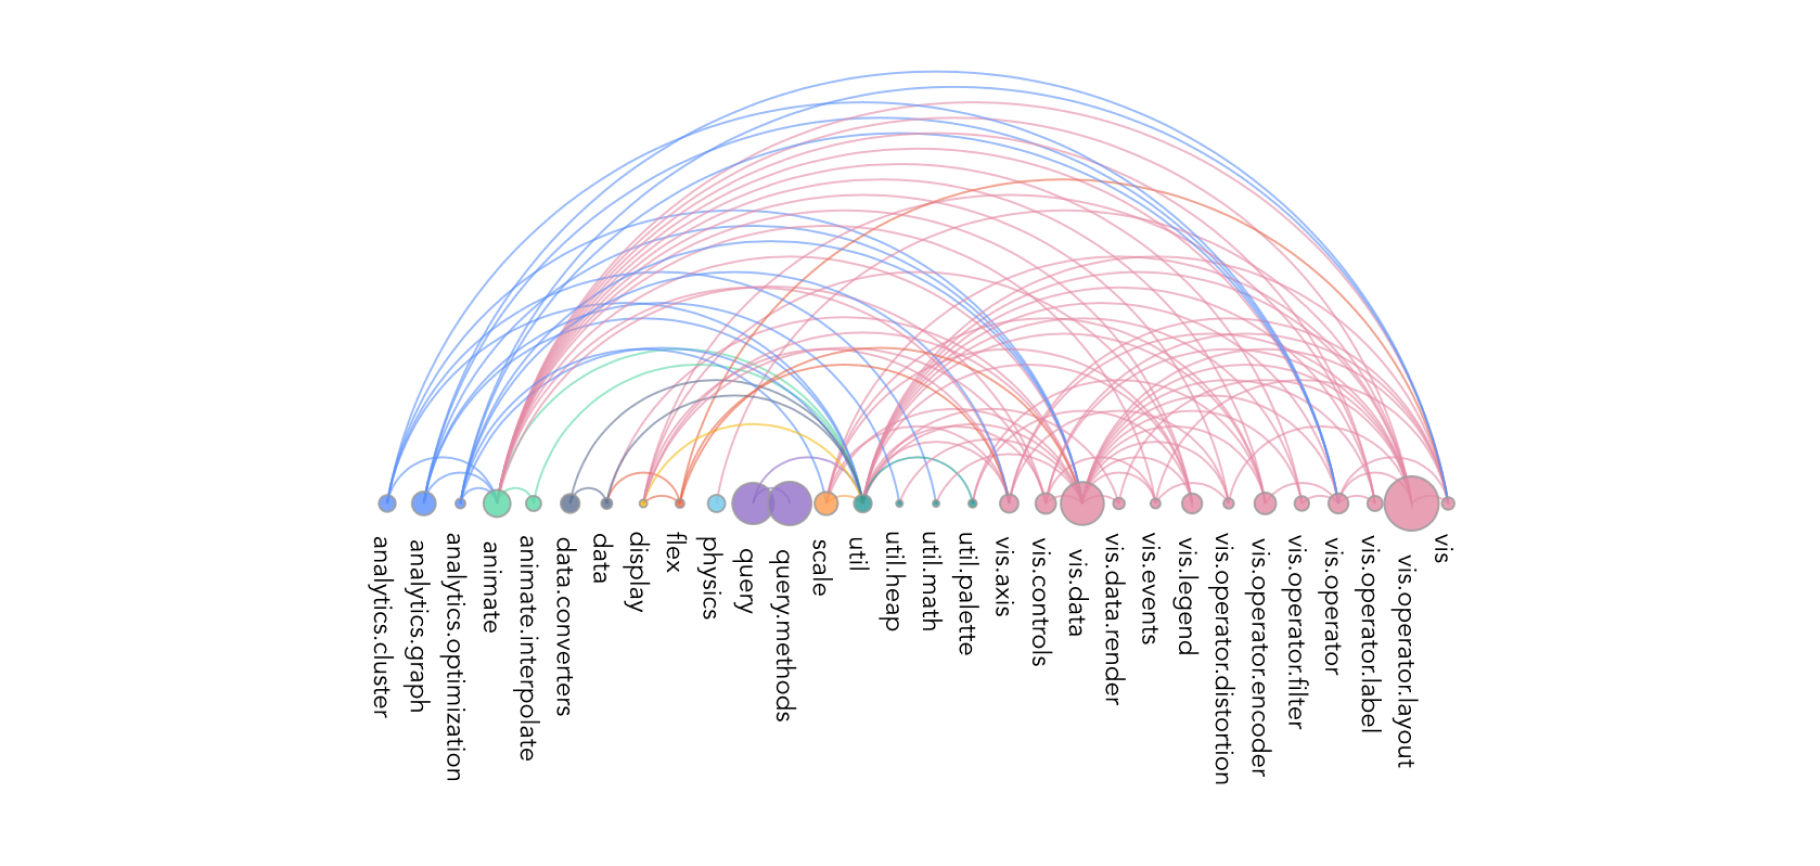 analytics.cluster
analytics.graph
analytics.optimization
animate
animate.interpolate
data.converters
data
display
flex
physics
query
query.methods
scale
util
util.heap
util.math
util.palette
vis.axis
vis.controls
vis.data
vis.data.render
vis.events
vis.legend
vis.operator.distortion
vis.operator.encoder
vis.operator.filter
vis.operator
vis.operator.label
vis.operator.layout
vis